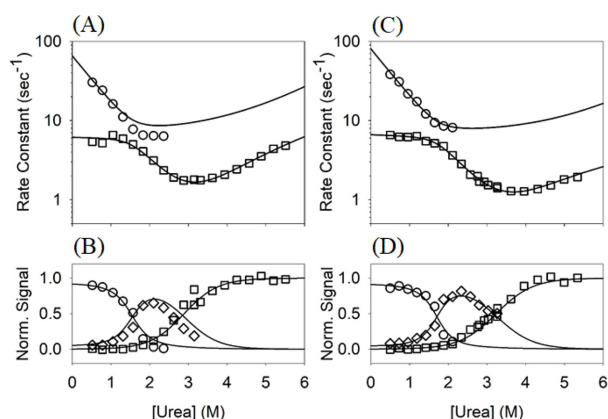 (A)
(C)
100
10
1
Rate Constant (sec⁻¹)
100
10
1
Rate Constant (sec⁻¹)
(B)
(D)
1.0
0.5
0.0
Norm. Signal
1.0
0.5
0.0
Norm. Signal
0 1 2 3 4 5 6
[Urea] (M)
0 1 2 3 4 5 6
[Urea] (M)